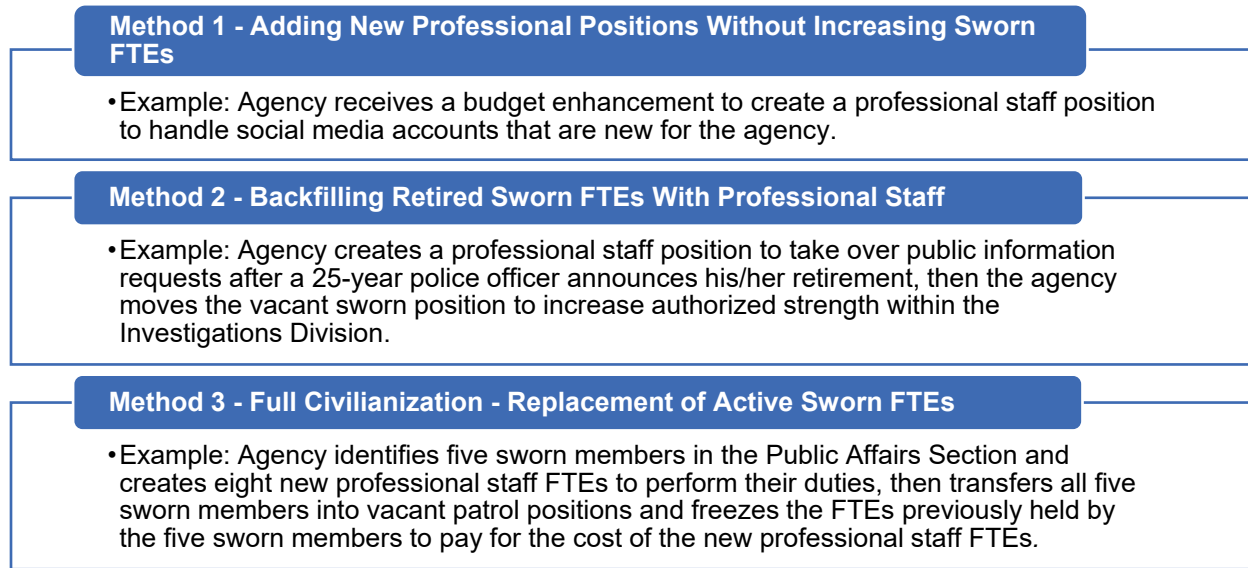 Method 1 - Adding New Professional Positions Without Increasing Sworn
FTEs
•Example: Agency receives a budget enhancement to create a professional staff position
to handle social media accounts that are new for the agency.
Method 2 - Backfilling Retired Sworn FTEs With Professional Staff
•Example: Agency creates a professional staff position to take over public information
requests after a 25-year police officer announces his/her retirement, then the agency
moves the vacant sworn position to increase authorized strength within the
Investigations Division.
Method 3 - Full Civilianization - Replacement of Active Sworn FTEs
•Example: Agency identifies five sworn members in the Public Affairs Section and
creates eight new professional staff FTEs to perform their duties, then transfers all five
sworn members into vacant patrol positions and freezes the FTEs previously held by
the five sworn members to pay for the cost of the new professional staff FTEs.